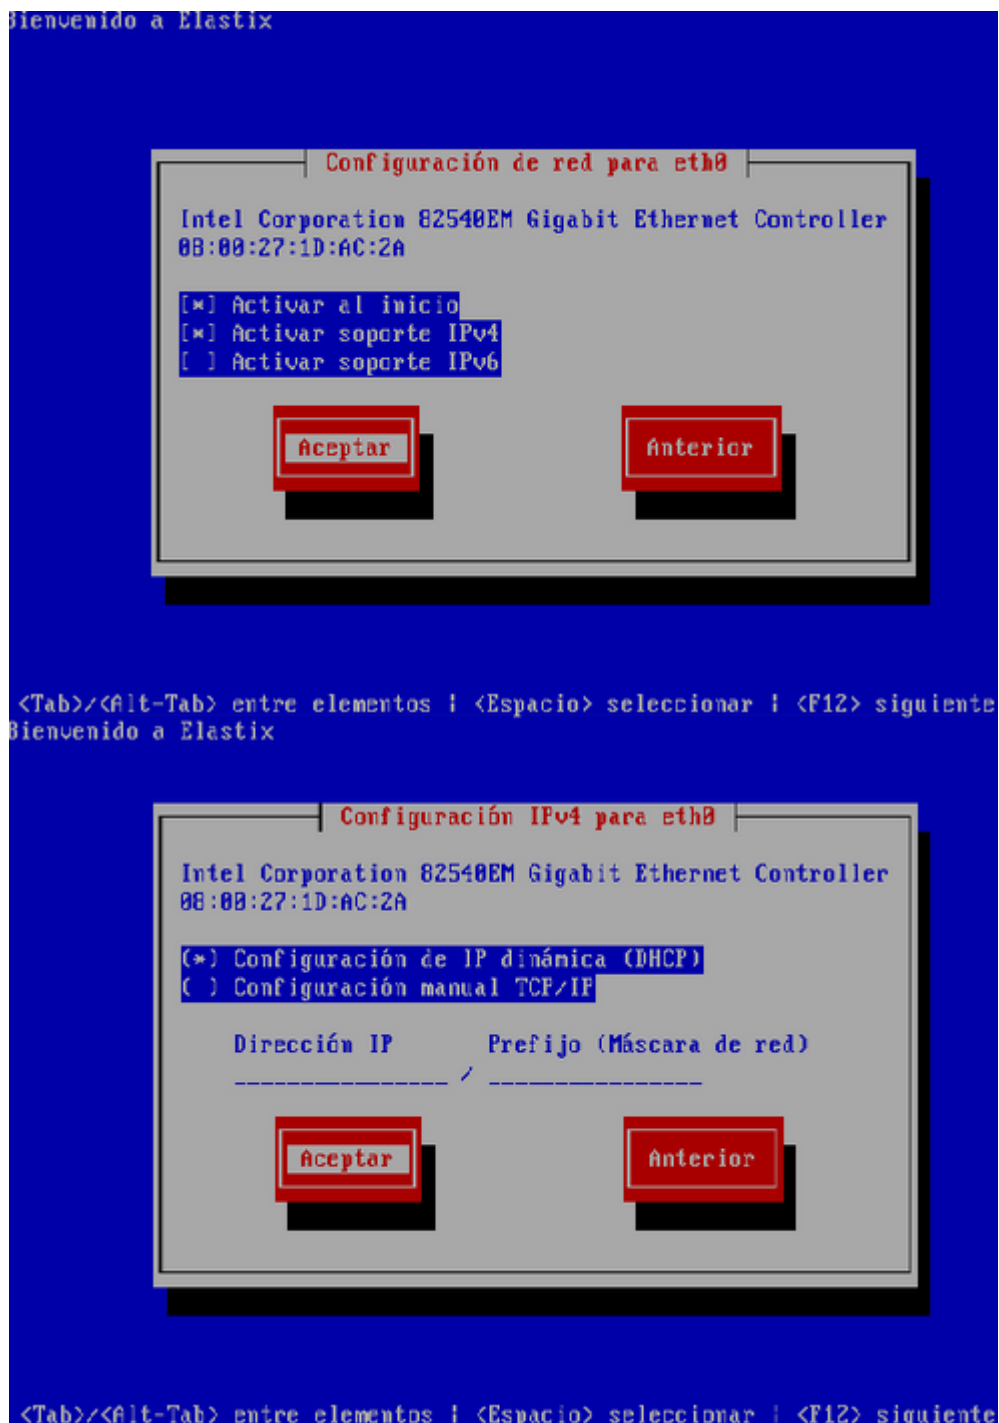 Bienvenido a Elastix
Configuración de red para eth0
Intel Corporation 82540EM Gigabit Ethernet Controller
08:00:27:1D:AC:2A
[*] Activar al inicio
[*] Activar soporte IPv4
[ ] Activar soporte IPv6
Aceptar Anterior
<Tab>/<Alt-Tab> entre elementos | <Espacio> seleccionar | <F12> siguiente
Bienvenido a Elastix
Configuración IPv4 para eth0
Intel Corporation 82540EM Gigabit Ethernet Controller
08:00:27:1D:AC:2A
(*) Configuración de IP dinámica (DHCP)
( ) Configuración manual TCP/IP
Dirección IP Prefijo (Máscara de red)
________________ / ________________
Aceptar Anterior
<Tab>/<Alt-Tab> entre elementos | <Espacio> seleccionar | <F12> siguiente